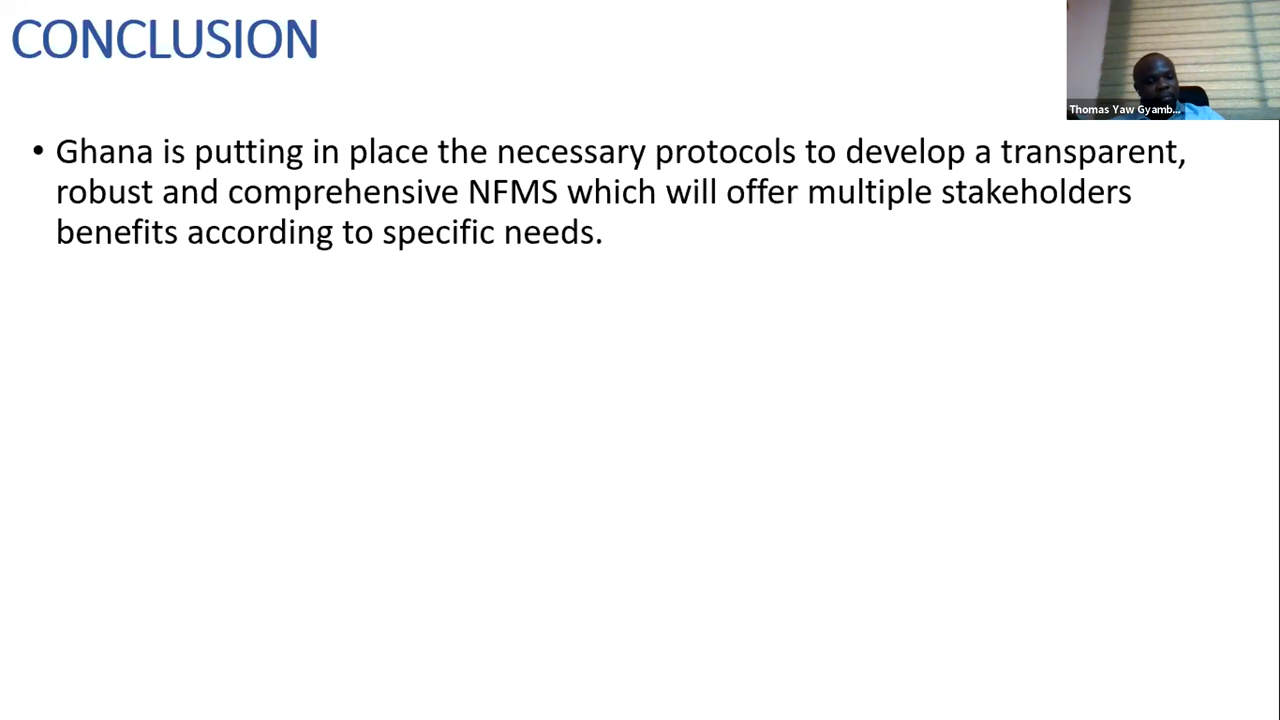 CONCLUSION
Thomas Yaw Gyamb...
• Ghana is putting in place the necessary protocols to develop a transparent,
robust and comprehensive NFMS which will offer multiple stakeholders
benefits according to specific needs.